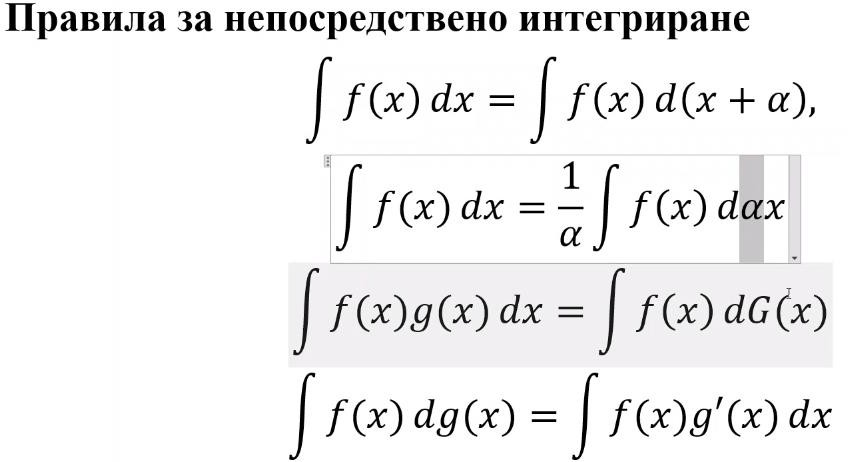 Правила за непосредствено интегриране
∫ f(x) dx = ∫ f(x) d(x + α),
∫ f(x) dx = 1/α ∫ f(x) dαx
∫ f(x)g(x) dx = ∫ f(x) dG(x)
∫ f(x) dg(x) = ∫ f(x)g′(x) dx